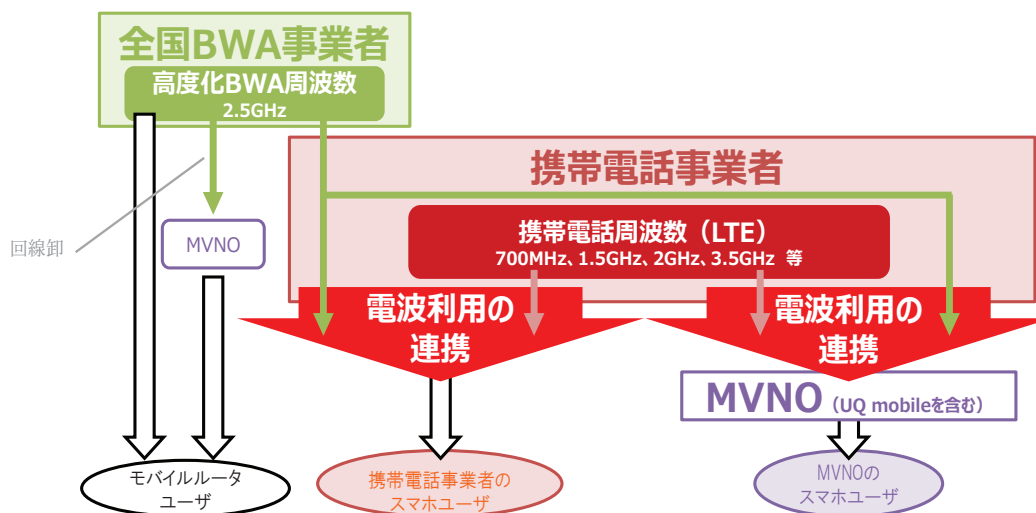 全国BWA事業者
高度化BWA周波数
2.5GHz
携帯電話事業者
回線卸
MVNO
携帯電話周波数（LTE）
700MHz、1.5GHz、2GHz、3.5GHz 等
電波利用の
連携
電波利用の
連携
MVNO（UQ mobileを含む）
モバイルルータ
ユーザ
携帯電話事業者の
スマホユーザ
MVNOの
スマホユーザ